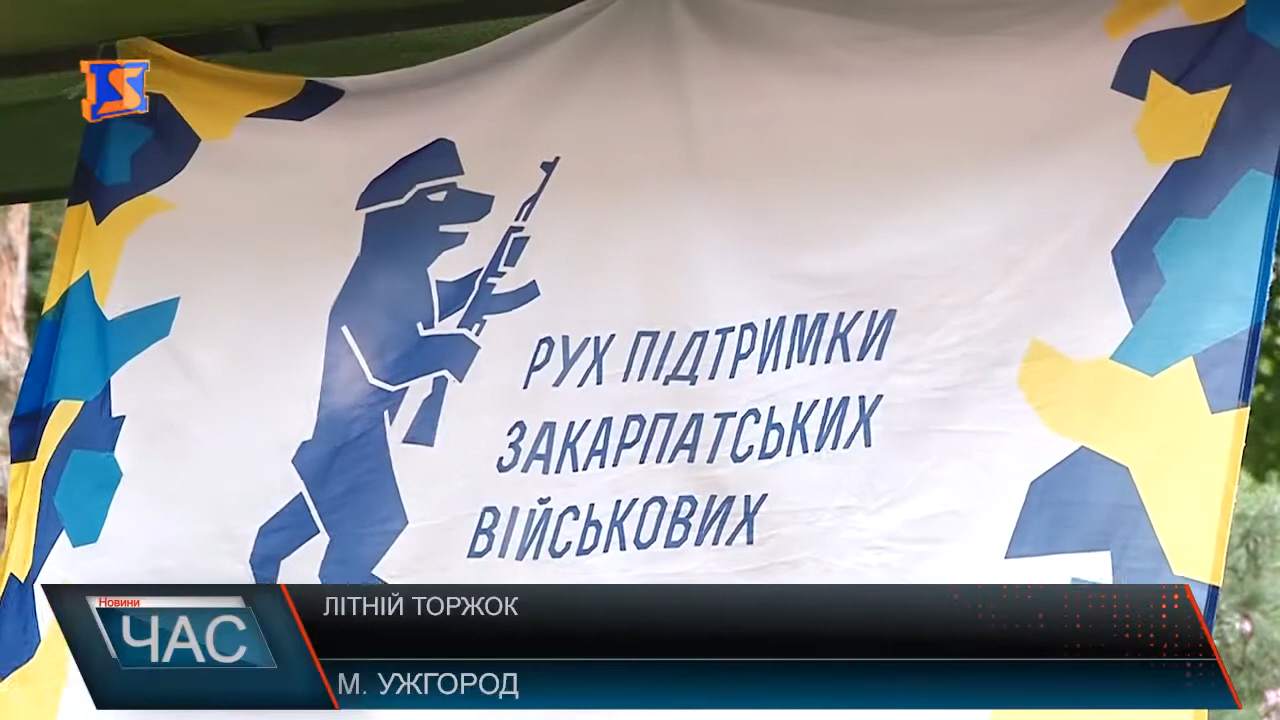 РУХ ПІДТРИМКИ
ЗАКАРПАТСЬКИХ
ВІЙСЬКОВИХ
Новини
ЧАС
ЛІТНІЙ ТОРЖОК
М. УЖГОРОД